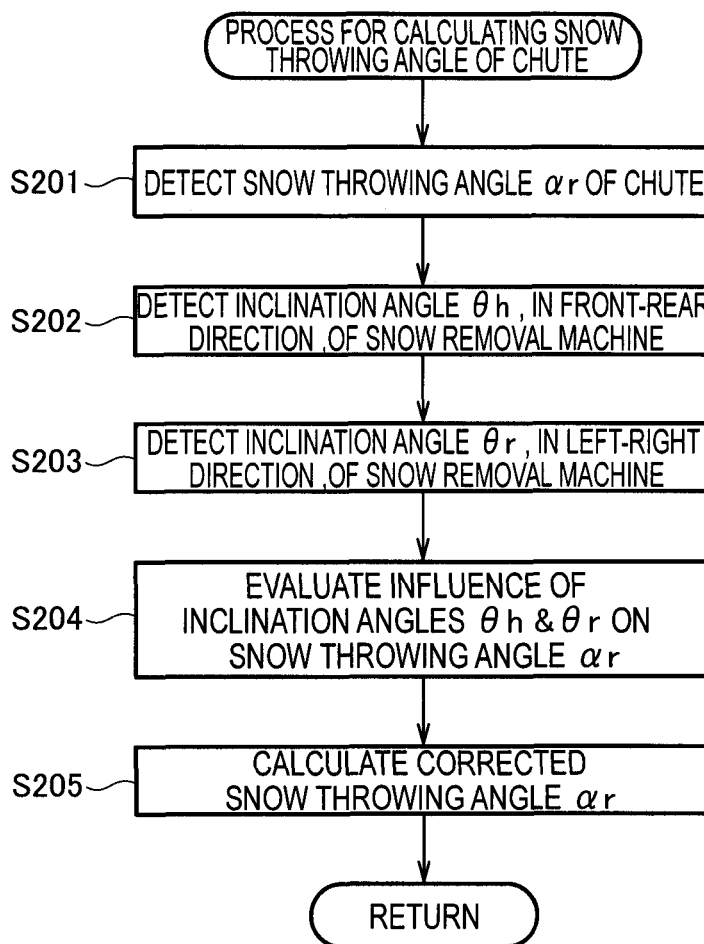 PROCESS FOR CALCULATING SNOW
THROWING ANGLE OF CHUTE
S201
DETECT SNOW THROWING ANGLE αr OF CHUTE
S202
DETECT INCLINATION ANGLE θh, IN FRONT-REAR
DIRECTION ,OF SNOW REMOVAL MACHINE
S203
DETECT INCLINATION ANGLE θr, IN LEFT-RIGHT
DIRECTION ,OF SNOW REMOVAL MACHINE
S204
EVALUATE INFLUENCE OF
INCLINATION ANGLES θh & θr ON
SNOW THROWING ANGLE αr
S205
CALCULATE CORRECTED
SNOW THROWING ANGLE αr
RETURN